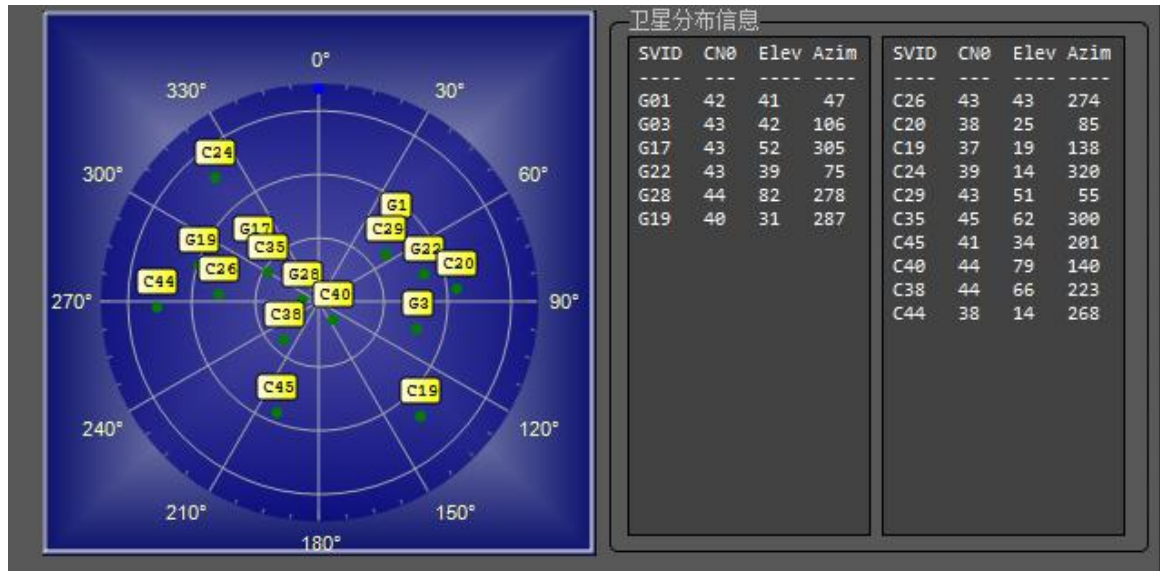 0°
330°
30°
C24
300°
60°
G1
G17
C29
G19
C35
G22
C20
C26
G28
C44
C40
270°
G3
90°
C38
C45
C19
240°
120°
210°
150°
180°
卫星分布信息
SVID CN0 Elev Azim
---- --- ---- ----
G01 42 41 47
G03 43 42 106
G17 43 52 305
G22 43 39 75
G28 44 82 278
G19 40 31 287
SVID CN0 Elev Azim
---- --- ---- ----
C26 43 43 274
C20 38 25 85
C19 37 19 138
C24 39 14 320
C29 43 51 55
C35 45 62 300
C45 41 34 201
C40 44 79 140
C38 44 66 223
C44 38 14 268